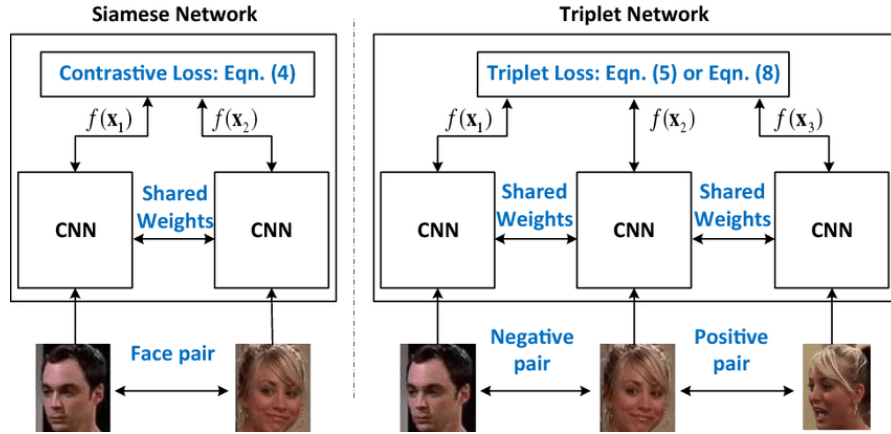 Siamese Network
Contrastive Loss: Eqn. (4)
f(x₁)
f(x₂)
CNN
Shared
Weights
CNN
Face pair
Triplet Network
Triplet Loss: Eqn. (5) or Eqn. (8)
f(x₁)
f(x₂)
f(x₃)
CNN
Shared
Weights
CNN
Shared
Weights
CNN
Negative
pair
Positive
pair